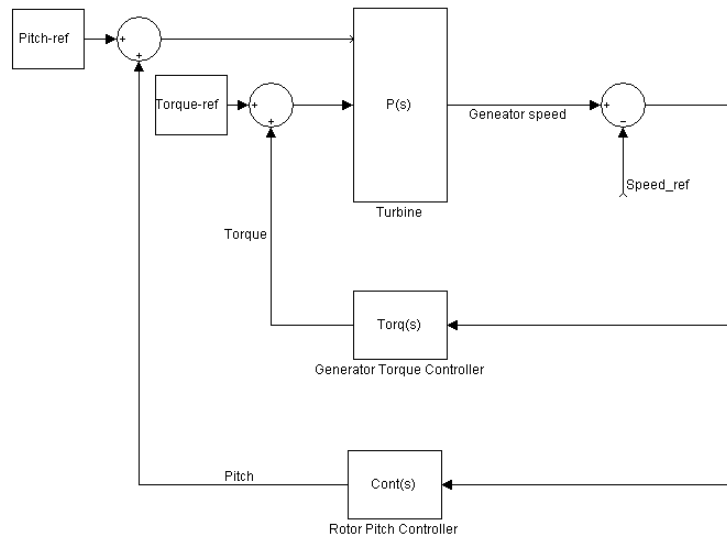 Pitch-ref
+
+
Torque-ref
+
+
P(s)
Turbine
Geneator speed
+
−
Speed_ref
Torque
Torq(s)
Generator Torque Controller
Pitch
Cont(s)
Rotor Pitch Controller